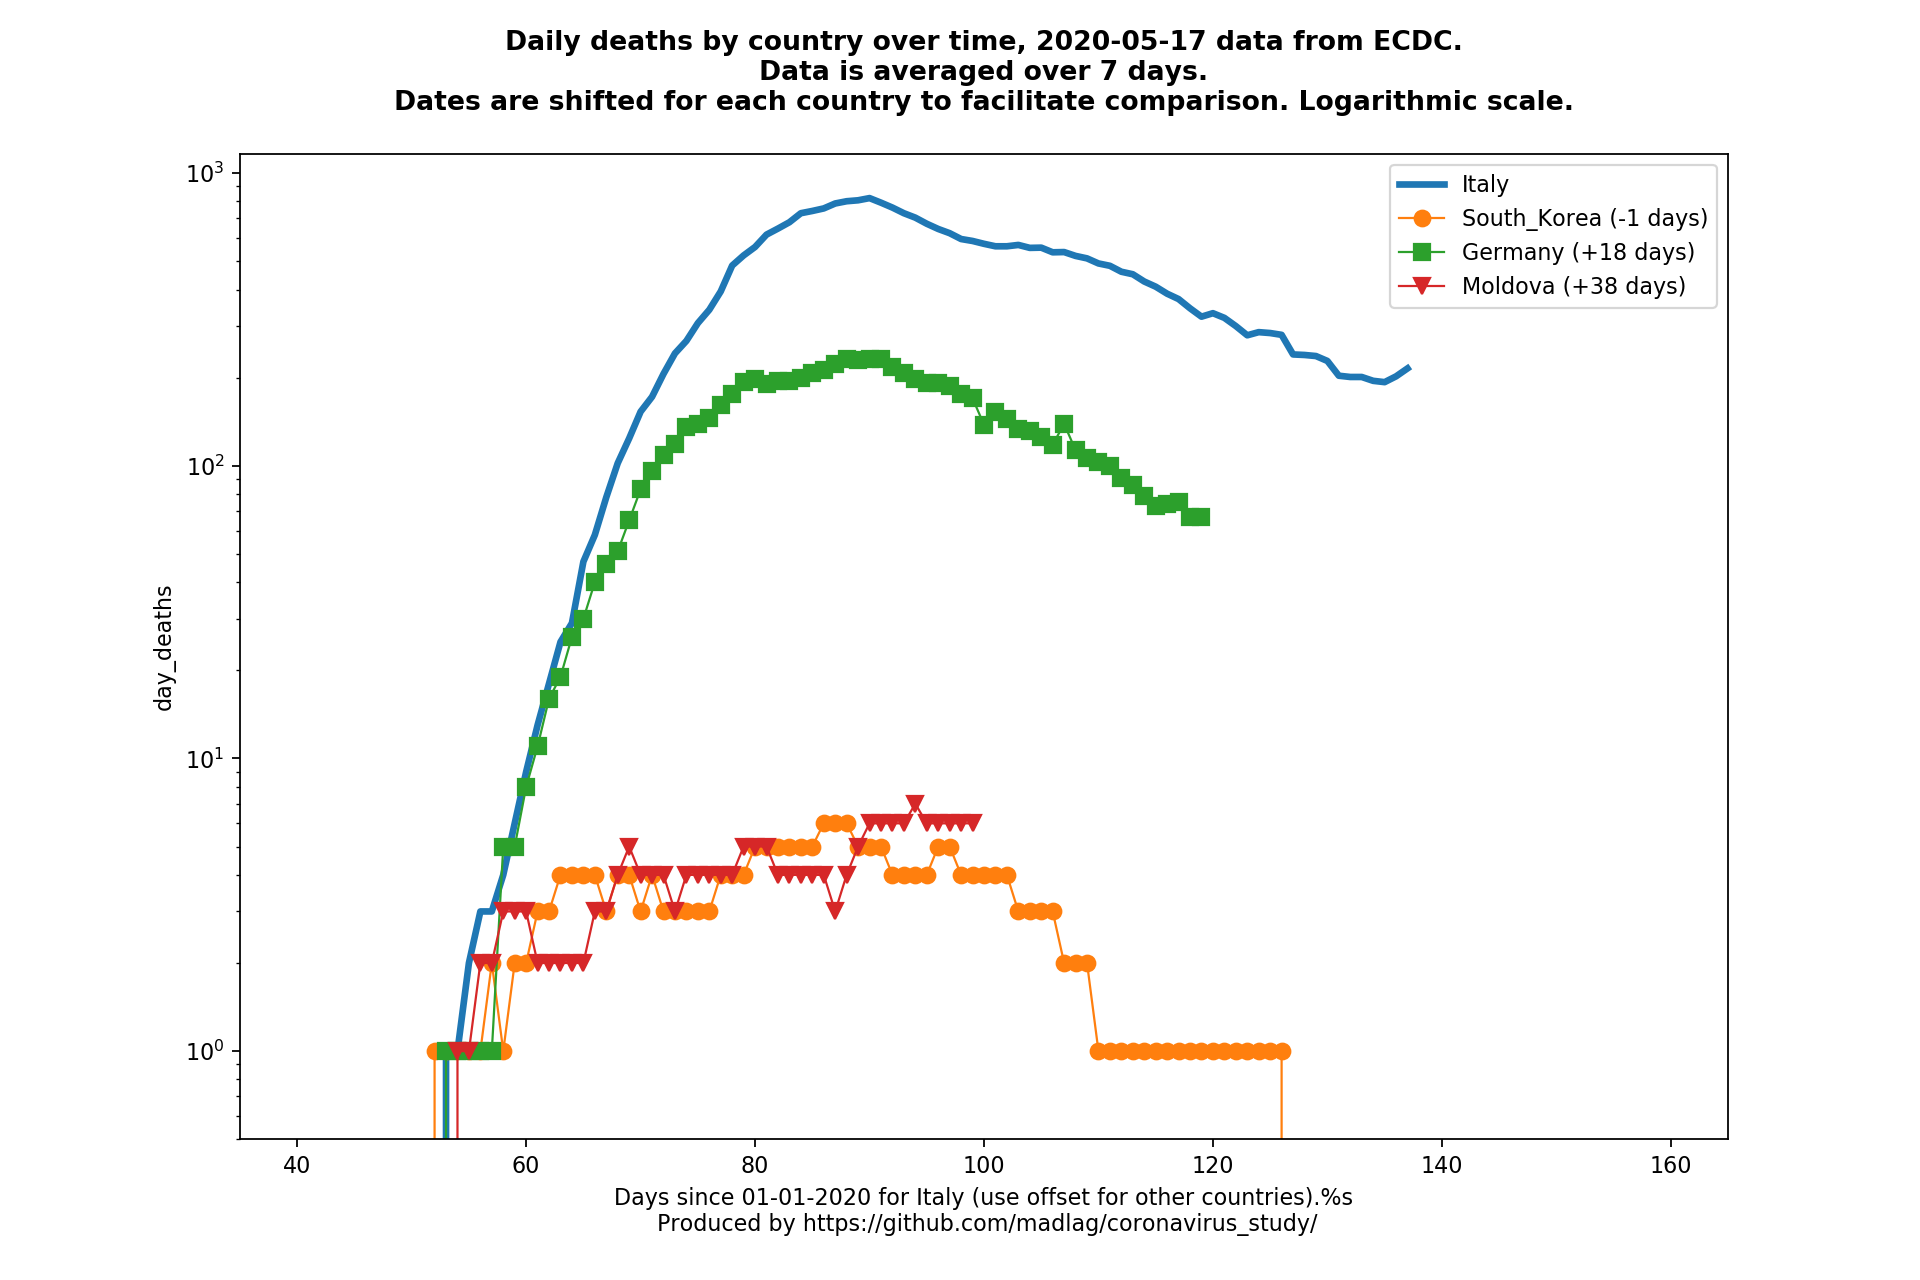 Daily deaths by country over time, 2020-05-17 data from ECDC.
Data is averaged over 7 days.
Dates are shifted for each country to facilitate comparison. Logarithmic scale.
10³
10²
10¹
10⁰
day_deaths
Italy
South_Korea (-1 days)
Germany (+18 days)
Moldova (+38 days)
40 60 80 100 120 140 160
Days since 01-01-2020 for Italy (use offset for other countries).%s
Produced by https://github.com/madlag/coronavirus_study/